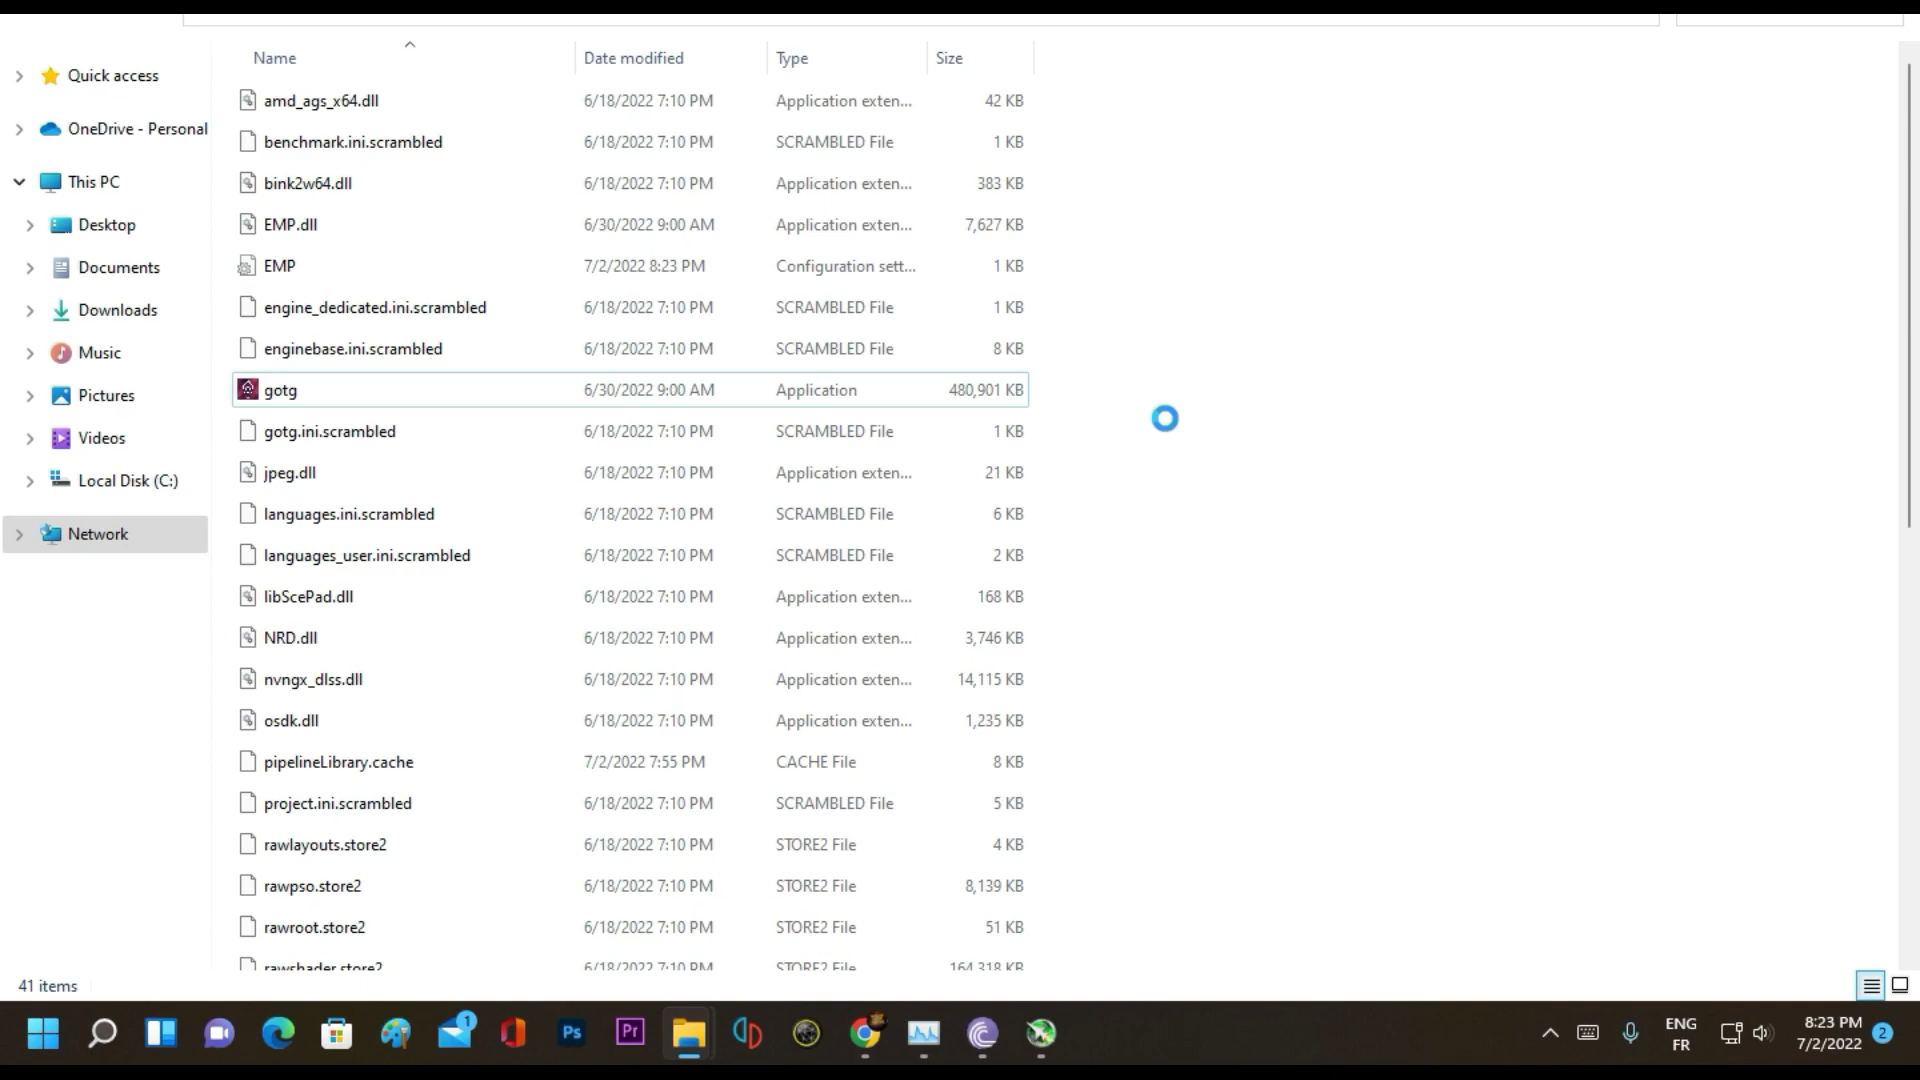 Name Date modified Type Size
Quick access
OneDrive - Personal
This PC
Desktop
Documents
Downloads
Music
Pictures
Videos
Local Disk (C:)
Network
amd_ags_x64.dll 6/18/2022 7:10 PM Application exten... 42 KB
benchmark.ini.scrambled 6/18/2022 7:10 PM SCRAMBLED File 1 KB
bink2w64.dll 6/18/2022 7:10 PM Application exten... 383 KB
EMP.dll 6/30/2022 9:00 AM Application exten... 7,627 KB
EMP 7/2/2022 8:23 PM Configuration sett... 1 KB
engine_dedicated.ini.scrambled 6/18/2022 7:10 PM SCRAMBLED File 1 KB
enginebase.ini.scrambled 6/18/2022 7:10 PM SCRAMBLED File 8 KB
gotg 6/30/2022 9:00 AM Application 480,901 KB
gotg.ini.scrambled 6/18/2022 7:10 PM SCRAMBLED File 1 KB
jpeg.dll 6/18/2022 7:10 PM Application exten... 21 KB
languages.ini.scrambled 6/18/2022 7:10 PM SCRAMBLED File 6 KB
languages_user.ini.scrambled 6/18/2022 7:10 PM SCRAMBLED File 2 KB
libScePad.dll 6/18/2022 7:10 PM Application exten... 168 KB
NRD.dll 6/18/2022 7:10 PM Application exten... 3,746 KB
nvngx_dlss.dll 6/18/2022 7:10 PM Application exten... 14,115 KB
osdk.dll 6/18/2022 7:10 PM Application exten... 1,235 KB
pipelineLibrary.cache 7/2/2022 7:55 PM CACHE File 8 KB
project.ini.scrambled 6/18/2022 7:10 PM SCRAMBLED File 5 KB
rawlayouts.store2 6/18/2022 7:10 PM STORE2 File 4 KB
rawpso.store2 6/18/2022 7:10 PM STORE2 File 8,139 KB
rawroot.store2 6/18/2022 7:10 PM STORE2 File 51 KB
rawshader.store2 6/18/2022 7:10 PM STORE2 File 164,318 KB
41 items
1
Ps
Pr
ENG
FR
8:23 PM
7/2/2022
2